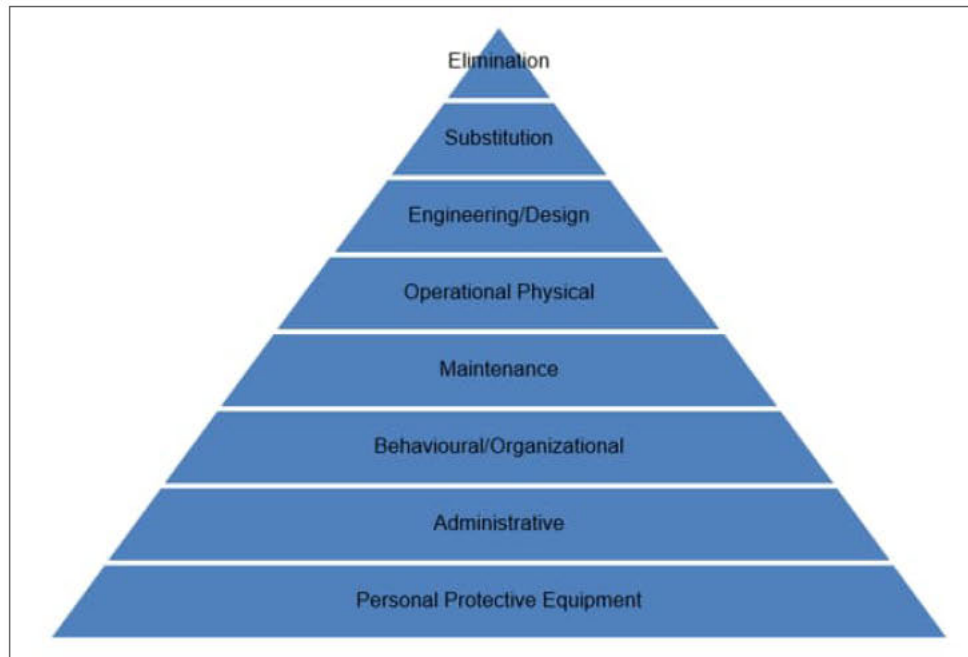 Elimination
Substitution
Engineering/Design
Operational Physical
Maintenance
Behavioural/Organizational
Administrative
Personal Protective Equipment